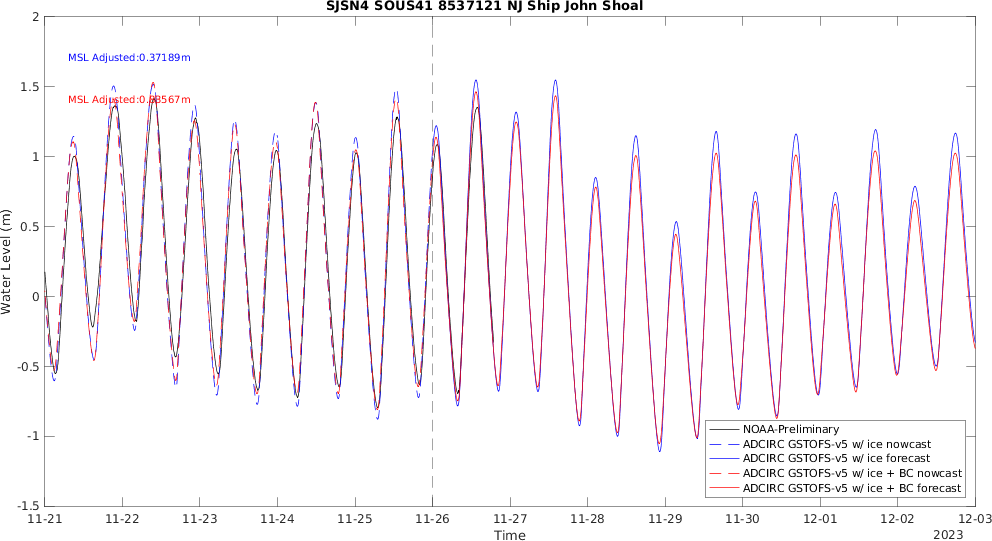 SJSN4 SOUS41 8537121 NJ Ship John Shoal
2
1.5
1
0.5
0
-0.5
-1
-1.5
Water Level (m)
MSL Adjusted:0.37189m
MSL
NOAA-Preliminary
ADCIRC GSTOFS-v5 w/ ice nowcast
ADCIRC GSTOFS-v5 w/ ice forecast
ADCIRC GSTOFS-v5 w/ ice + BC nowcast
ADCIRC GSTOFS-v5 w/ ice + BC forecast
11-21 11-22 11-23 11-24 11-25 11-26 11-27 11-28 11-29 11-30 12-01 12-02 12-03
Time
2023